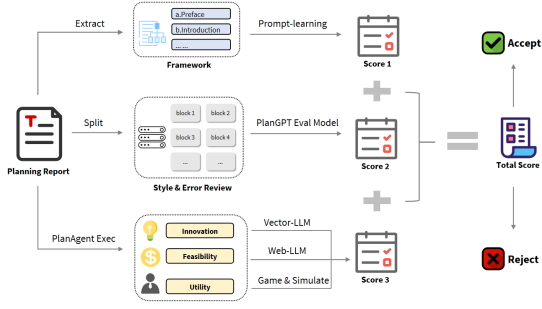 Extract
a.Preface
b.Introduction
... ...
Framework
Prompt-learning
Score 1
Accept
Planning Report
Split
block 1
block 2
block 3
block 4
...
...
Style & Error Review
PlanGPT Eval Model
Score 2
Total Score
PlanAgent Exec
Innovation
Feasibility
Utility
Vector-LLM
Web-LLM
Game & Simulate
Score 3
Reject